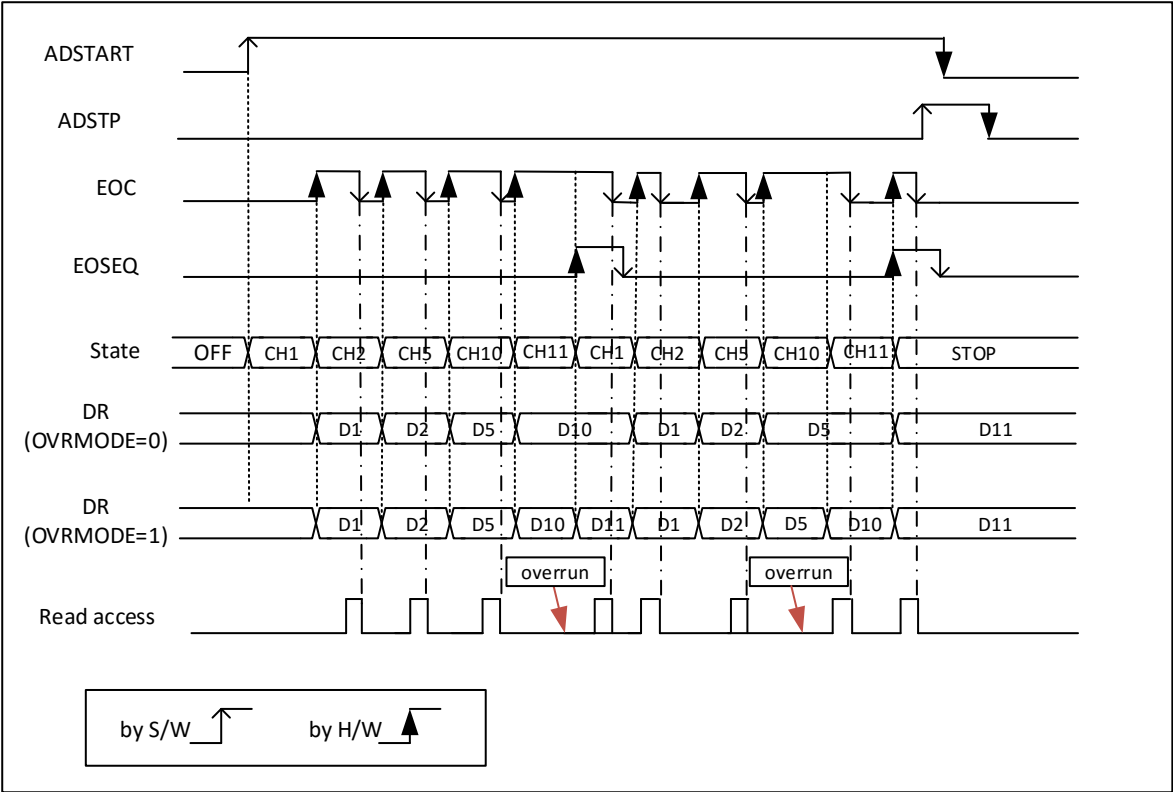 ADSTART
ADSTP
EOC
EOSEQ
State OFF CH1 CH2 CH5 CH10 CH11 CH1 CH2 CH5 CH10 CH11 STOP
DR
(OVRMODE=0) D1 D2 D5 D10 D1 D2 D5 D11
DR
(OVRMODE=1) D1 D2 D5 D10 D11 D1 D2 D5 D10 D11
overrun overrun
Read access
by S/W by H/W